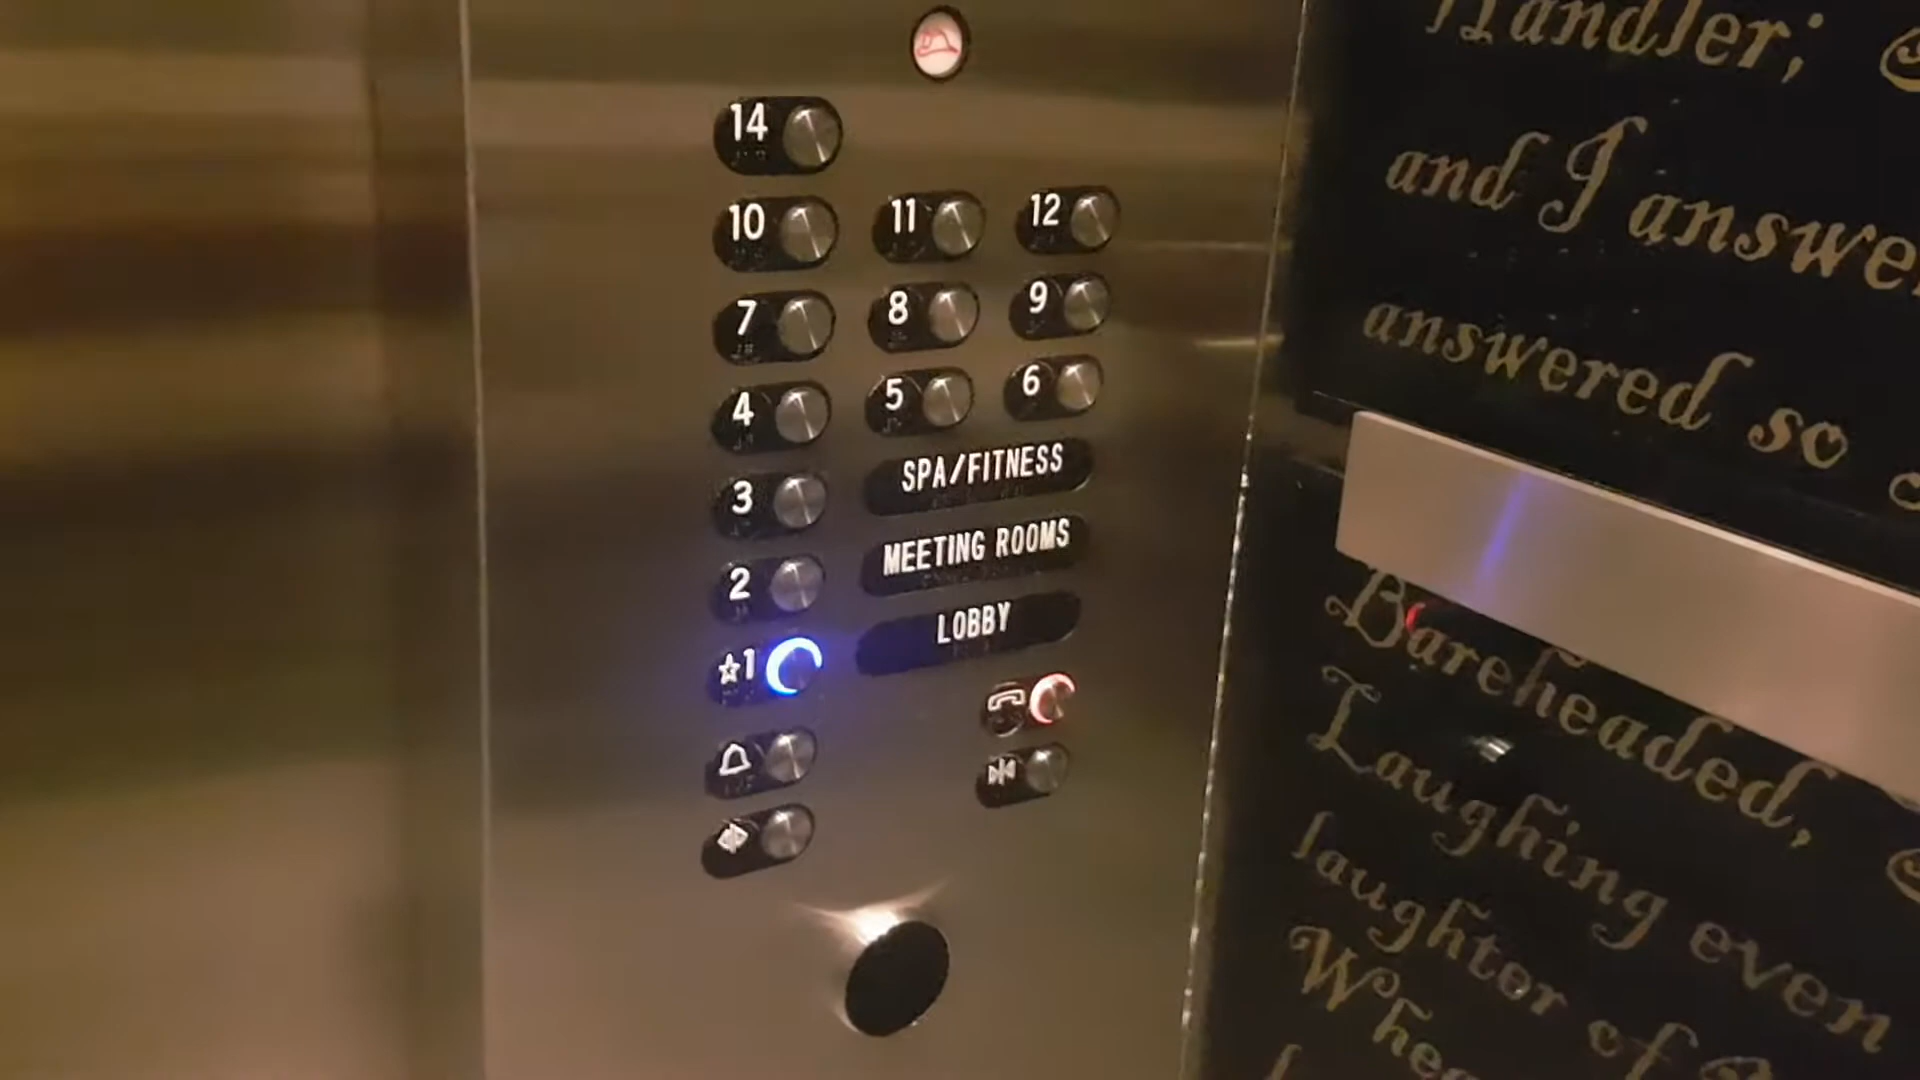 14
10 11 12
7 8 9
4 5 6
3 SPA/FITNESS
2 MEETING ROOMS
☆1 LOBBY
Handler;
and I answer
answered so
Bareheaded,
Laughing even
laughter of
Whea